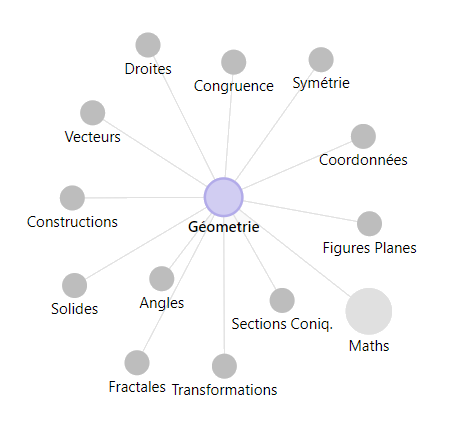 Droites
Congruence
Symétrie
Vecteurs
Coordonnées
Constructions
Géometrie
Figures Planes
Solides
Angles
Sections Coniq.
Maths
Fractales
Transformations